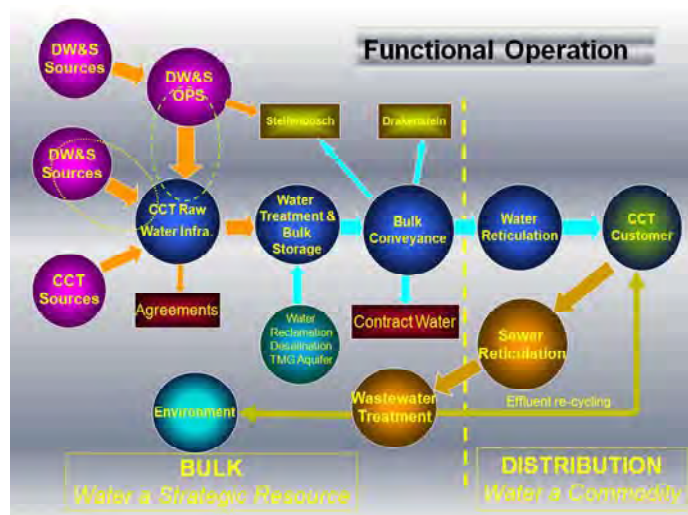 Functional Operation
DW&S
Sources
DW&S
OPS
Stellenbosch
Drakenstein
DW&S
Sources
CCT Raw
Water Infra.
Water
Treatment &
Bulk
Storage
Bulk
Conveyance
Water
Reticulation
CCT
Customer
CCT
Sources
Agreements
Water
Reclamation
Desalination
TMG Aquifer
Contract Water
Sewer
Reticulation
Environment
Wastewater
Treatment
Effluent re-cycling
BULK
Water a Strategic Resource
DISTRIBUTION
Water a Commodity